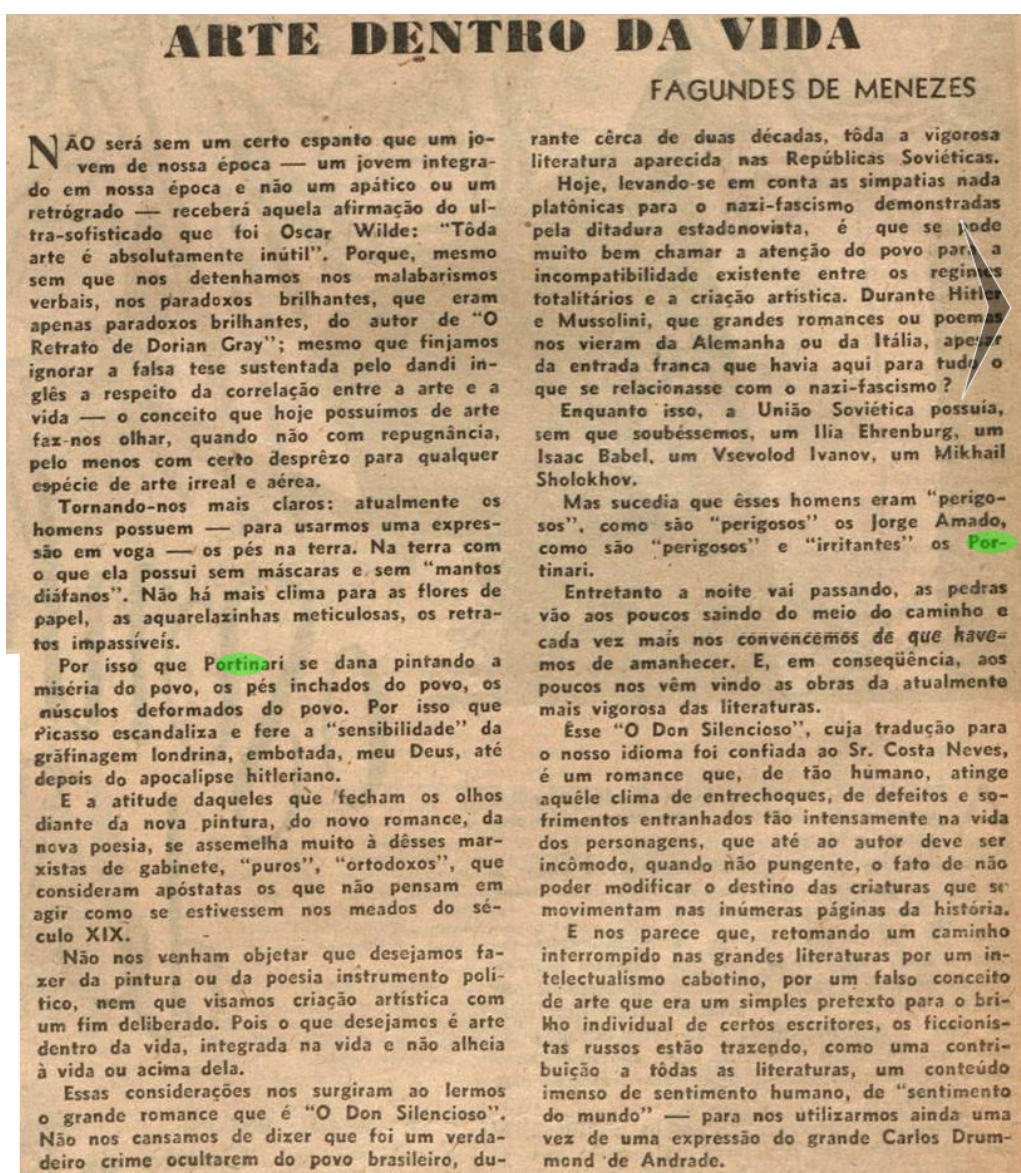 ARTE DENTRO DA VIDA
FAGUNDES DE MENEZES
NÃO será sem um certo espanto que um jo-
vem de nossa época — um jovem integra-
do em nossa época e não um apático ou um
retrógrado — receberá aquela afirmação do ul-
tra-sofisticado que foi Oscar Wilde: "Tôda
arte é absolutamente inútil". Porque, mesmo
sem que nos detenhamos nos malabarismos
verbais, nos paradoxos brilhantes, que eram
apenas paradoxos brilhantes, do autor de "O
Retrato de Dorian Gray"; mesmo que finjamos
ignorar a falsa tese sustentada pelo dandi in-
glês a respeito da correlação entre a arte e a
vida — o conceito que hoje possuímos de arte
faz-nos olhar, quando não com repugnância,
pelo menos com certo desprêzo para qualquer
espécie de arte irreal e aérea.
Tornando-nos mais claros: atualmente os
homens possuem — para usarmos uma expres-
são em voga — os pés na terra. Na terra com
o que ela possui sem máscaras e sem "mantos
diáfanos". Não há mais clima para as flores de
papel, as aquarelazinhas meticulosas, os retra-
tos impassíveis.
Por isso que Portinari se dana pintando a
miséria do povo, os pés inchados do povo, os
músculos deformados do povo. Por isso que
Picasso escandaliza e fere a "sensibilidade" da
grãfinagem londrina, embotada, meu Deus, até
depois do apocalipse hitleriano.
E a atitude daqueles que fecham os olhos
diante da nova pintura, do novo romance, da
nova poesia, se assemelha muito à dêsses mar-
xistas de gabinete, "puros", "ortodoxos", que
consideram apóstatas os que não pensam em
agir como se estivessem nos meados do sé-
culo XIX.
Não nos venham objetar que desejamos fa-
zer da pintura ou da poesia instrumento polí-
tico, nem que visamos criação artística com
um fim deliberado. Pois o que desejamos é arte
dentro da vida, integrada na vida e não alheia
à vida ou acima dela.
Essas considerações nos surgiram ao lermos
o grande romance que é "O Don Silencioso".
Não nos cansamos de dizer que foi um verda-
deiro crime ocultarem do povo brasileiro, du-
rante cêrca de duas décadas, tôda a vigorosa
literatura aparecida nas Repúblicas Soviéticas.
Hoje, levando-se em conta as simpatias nada
platônicas para o nazi-fascismo demonstradas
pela ditadura estadonovista, é que se pode
muito bem chamar a atenção do povo para a
incompatibilidade existente entre os regimes
totalitários e a criação artística. Durante Hitler
e Mussolini, que grandes romances ou poemas
nos vieram da Alemanha ou da Itália, apesar
da entrada franca que havia aqui para tudo o
que se relacionasse com o nazi-fascismo?
Enquanto isso, a União Soviética possuía,
sem que soubéssemos, um Ilia Ehrenburg, um
Isaac Babel, um Vsevolod Ivanov, um Mikhail
Sholokhov.
Mas sucedia que êsses homens eram "perigo-
sos", como são "perigosos" os Jorge Amado,
como são "perigosos" e "irritantes" os Por-
tinari.
Entretanto a noite vai passando, as pedras
vão aos poucos saindo do meio do caminho e
cada vez mais nos convencemos de que have-
mos de amanhecer. E, em conseqüência, aos
poucos nos vêm vindo as obras da atualmente
mais vigorosa das literaturas.
Êsse "O Don Silencioso", cuja tradução para
o nosso idioma foi confiada ao Sr. Costa Neves,
é um romance que, de tão humano, atinge
aquêle clima de entrechoques, de defeitos e so-
frimentos entranhados tão intensamente na vida
dos personagens, que até ao autor deve ser
incômodo, quando não pungente, o fato de não
poder modificar o destino das criaturas que se
movimentam nas inúmeras páginas da história.
E nos parece que, retomando um caminho
interrompido nas grandes literaturas por um in-
telectualismo cabotino, por um falso conceito
de arte que era um simples pretexto para o bri-
lho individual de certos escritores, os ficcionis-
tas russos estão trazendo, como uma contri-
buição a tôdas as literaturas, um conteúdo
imenso de sentimento humano, de "sentimento
do mundo" — para nos utilizarmos ainda uma
vez de uma expressão do grande Carlos Drum-
mond de Andrade.